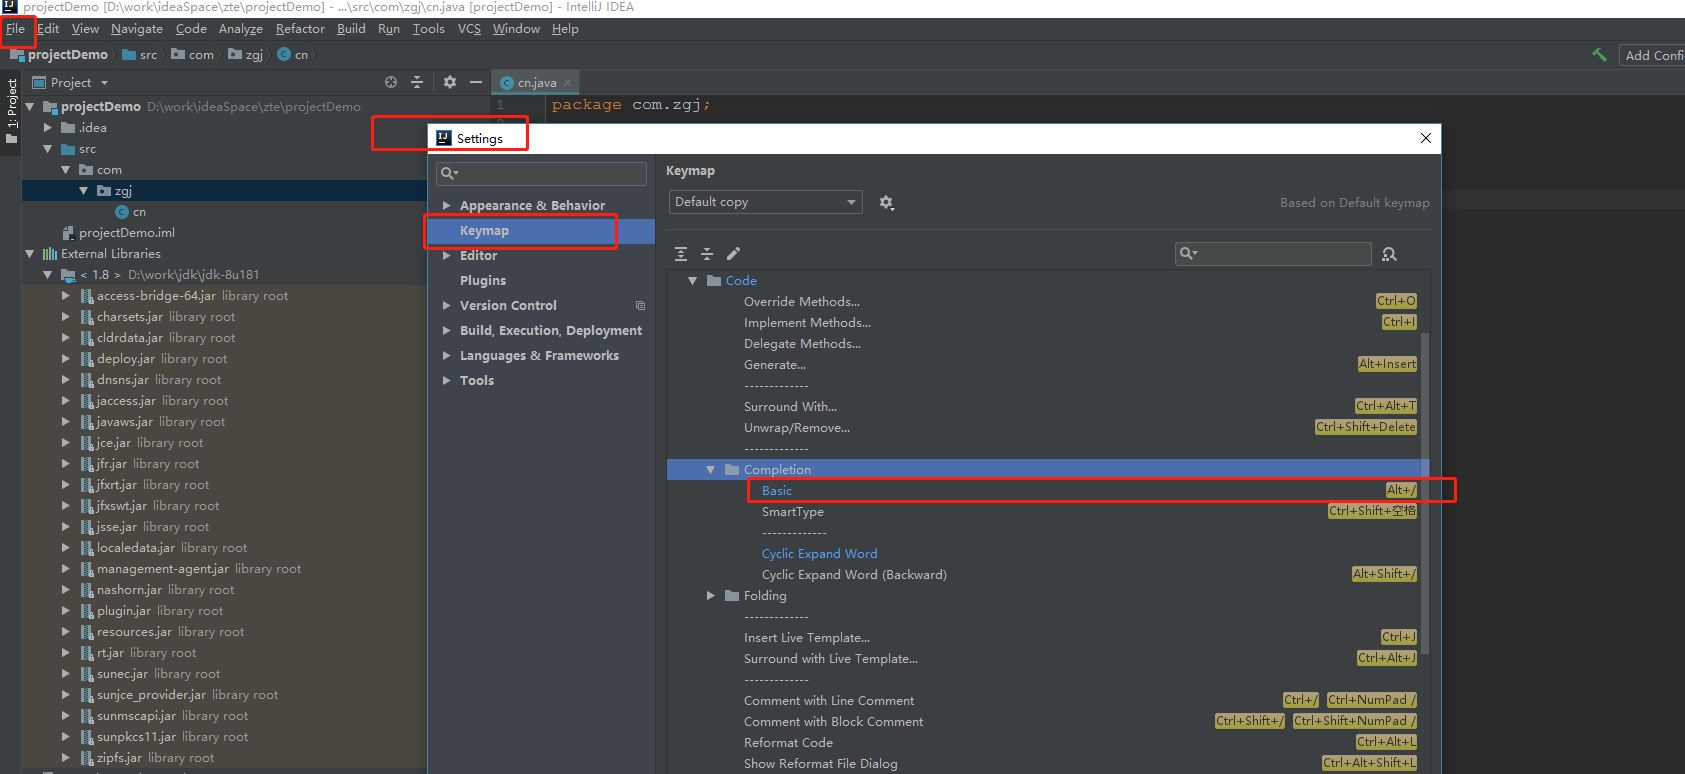 projectDemo [D:\work\ideaSpace\zte\projectDemo] - ...\src\com\zgj\cn.java [projectDemo] - IntelliJ IDEA
File Edit View Navigate Code Analyze Refactor Build Run Tools VCS Window Help
projectDemo src com zgj cn Add Confi
1: Project
Project
cn.java
projectDemo D:\work\ideaSpace\zte\projectDemo
.idea
src
com
zgj
cn
projectDemo.iml
External Libraries
< 1.8 > D:\work\jdk\jdk-8u181
access-bridge-64.jar library root
charsets.jar library root
cldrdata.jar library root
deploy.jar library root
dnsns.jar library root
jaccess.jar library root
javaws.jar library root
jce.jar library root
jfr.jar library root
jfxrt.jar library root
jfxswt.jar library root
jsse.jar library root
localedata.jar library root
management-agent.jar library root
nashorn.jar library root
plugin.jar library root
resources.jar library root
rt.jar library root
sunec.jar library root
sunjce_provider.jar library root
sunmscapi.jar library root
sunpkcs11.jar library root
zipfs.jar library root
1 package com.zgj;
Settings
Appearance & Behavior
Keymap
Editor
Plugins
Version Control
Build, Execution, Deployment
Languages & Frameworks
Tools
Keymap
Default copy
Based on Default keymap
Code
Override Methods... Ctrl+O
Implement Methods... Ctrl+I
Delegate Methods...
Generate... Alt+Insert
-------------
Surround With... Ctrl+Alt+T
Unwrap/Remove... Ctrl+Shift+Delete
-------------
Completion
Basic Alt+/
SmartType Ctrl+Shift+空格
-------------
Cyclic Expand Word
Cyclic Expand Word (Backward) Alt+Shift+/
Folding
-------------
Insert Live Template... Ctrl+J
Surround with Live Template... Ctrl+Alt+J
-------------
Comment with Line Comment Ctrl+/ Ctrl+NumPad /
Comment with Block Comment Ctrl+Shift+/ Ctrl+Shift+NumPad /
Reformat Code Ctrl+Alt+L
Show Reformat File Dialog Ctrl+Alt+Shift+L